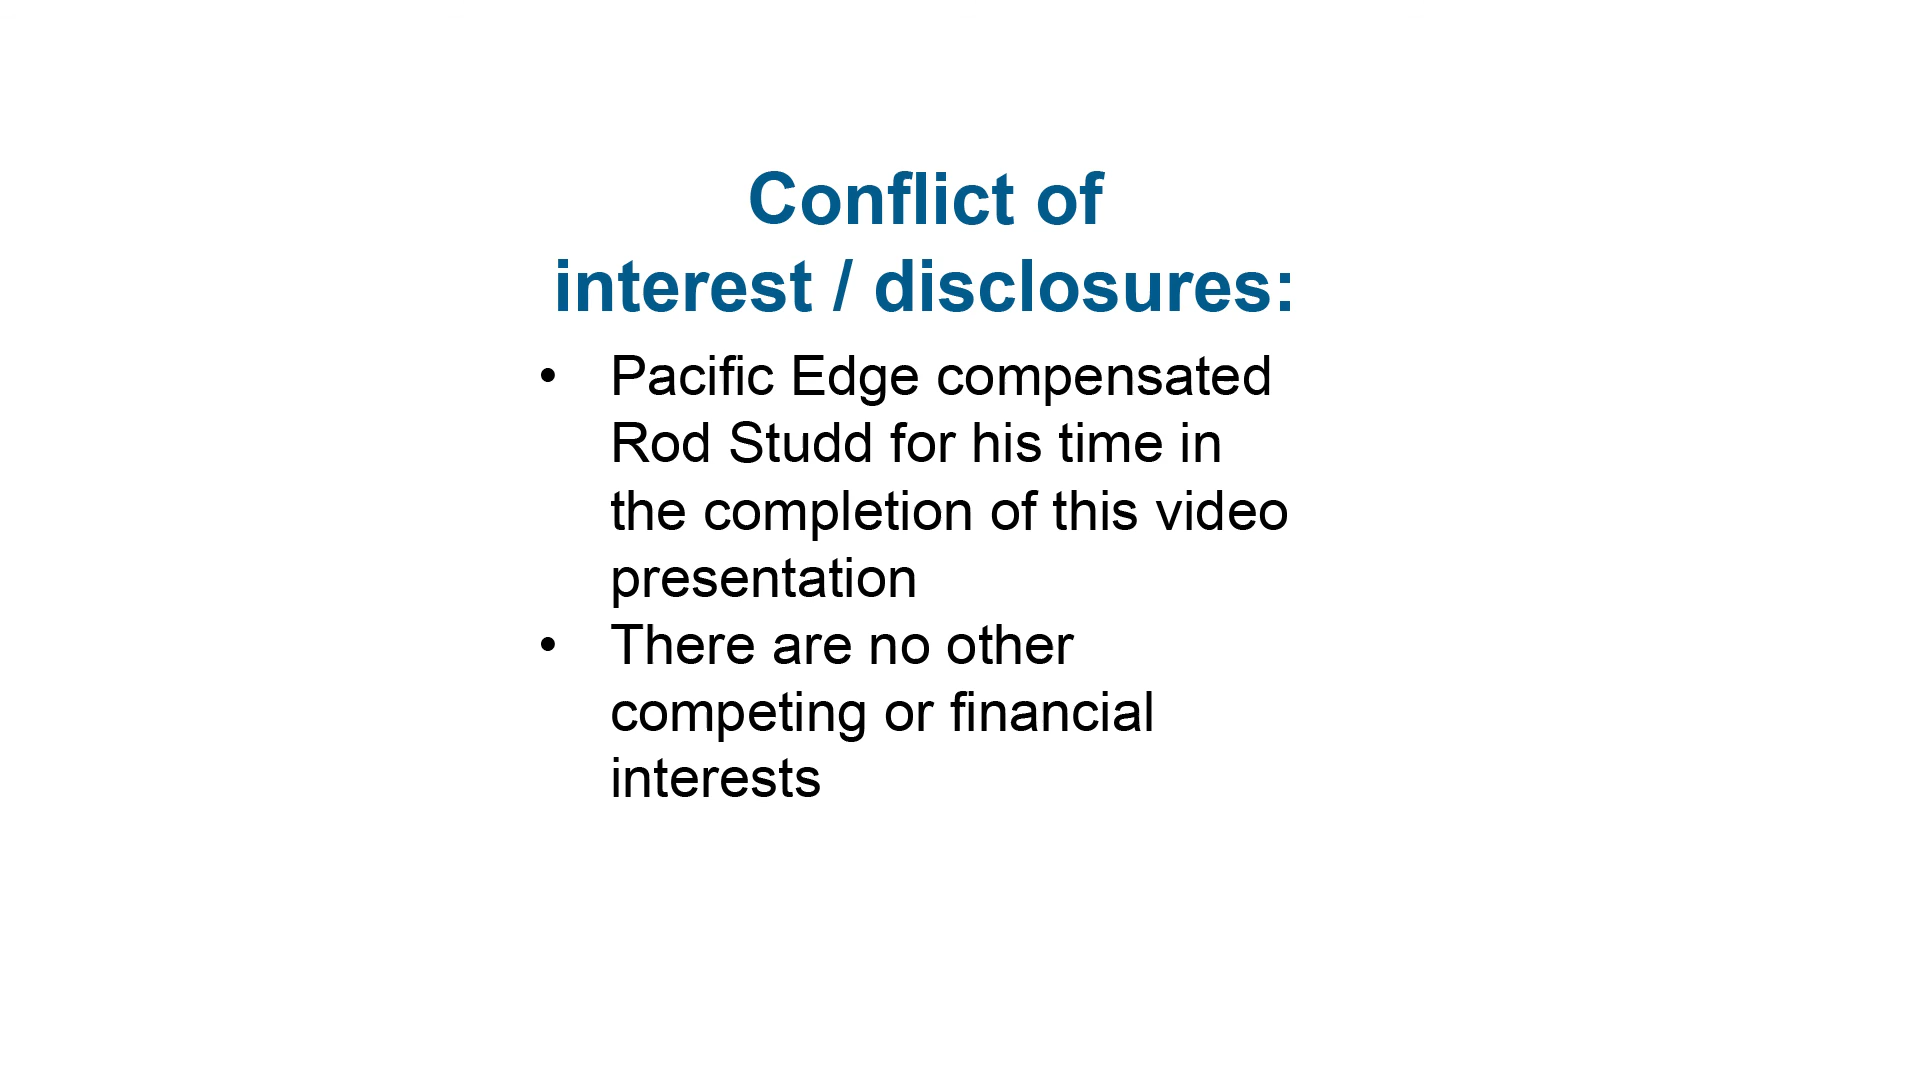 Conflict of
interest / disclosures:
• Pacific Edge compensated
Rod Studd for his time in
the completion of this video
presentation
• There are no other
competing or financial
interests